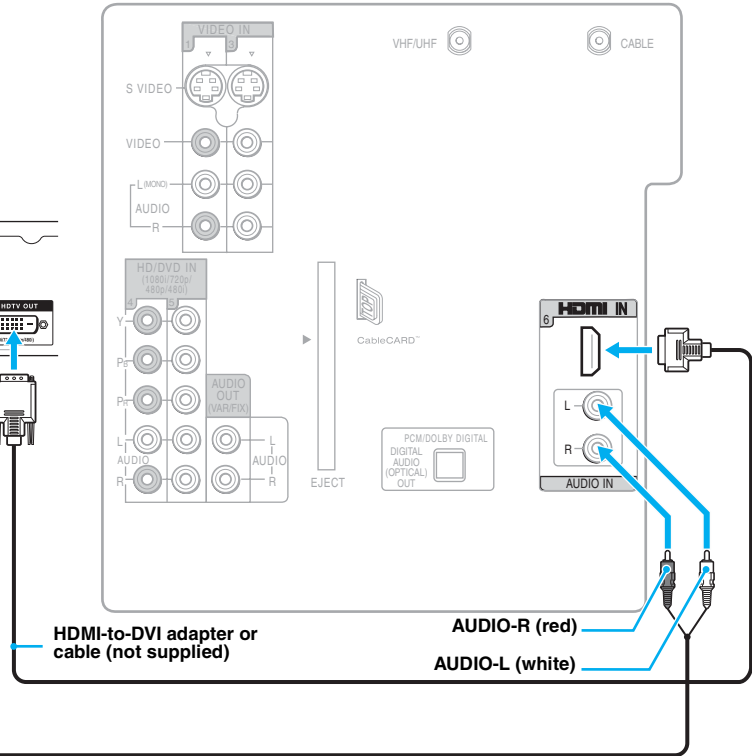 VIDEO IN
1 3
VHF/UHF
CABLE
S VIDEO
VIDEO
L (MONO)
AUDIO
R
HD/DVD IN
(1080i/720p/
480p/480i)
4 5
Y
PB
PR
L
AUDIO
R
AUDIO
OUT
(VAR/FIX)
L
AUDIO
R
CableCARD™
EJECT
PCM/DOLBY DIGITAL
DIGITAL
AUDIO
(OPTICAL)
OUT
HDMI IN
6
L
R
AUDIO IN
HDTV OUT
HDMI-to-DVI adapter or
cable (not supplied)
AUDIO-R (red)
AUDIO-L (white)